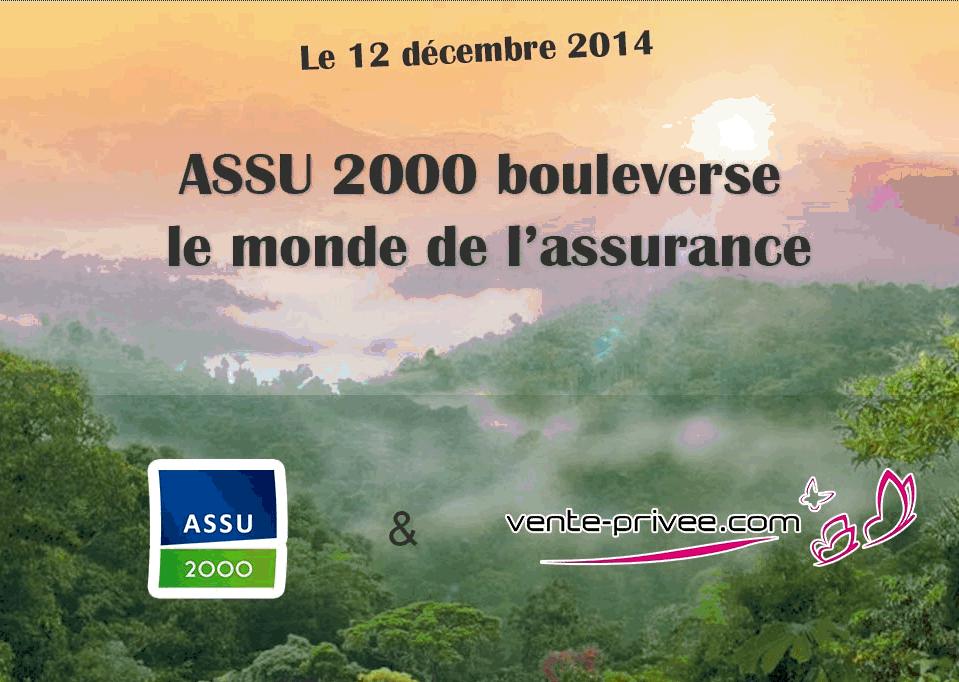 Le 12 décembre 2014
ASSU 2000 bouleverse
le monde de l’assurance
ASSU
2000
&
vente-privee.com